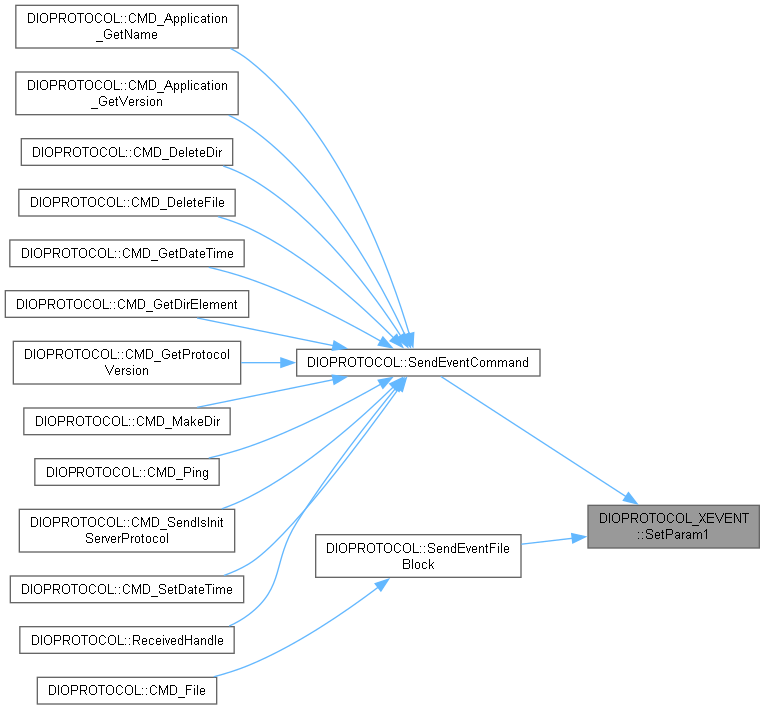 DIOPROTOCOL::CMD_Application
_GetName
DIOPROTOCOL::CMD_Application
_GetVersion
DIOPROTOCOL::CMD_DeleteDir
DIOPROTOCOL::CMD_DeleteFile
DIOPROTOCOL::CMD_GetDateTime
DIOPROTOCOL::CMD_GetDirElement
DIOPROTOCOL::CMD_GetProtocol
Version
DIOPROTOCOL::CMD_MakeDir
DIOPROTOCOL::CMD_Ping
DIOPROTOCOL::CMD_SendIsInit
ServerProtocol
DIOPROTOCOL::CMD_SetDateTime
DIOPROTOCOL::ReceivedHandle
DIOPROTOCOL::CMD_File
DIOPROTOCOL::SendEventCommand
DIOPROTOCOL::SendEventFile
Block
DIOPROTOCOL_XEVENT
::SetParam1